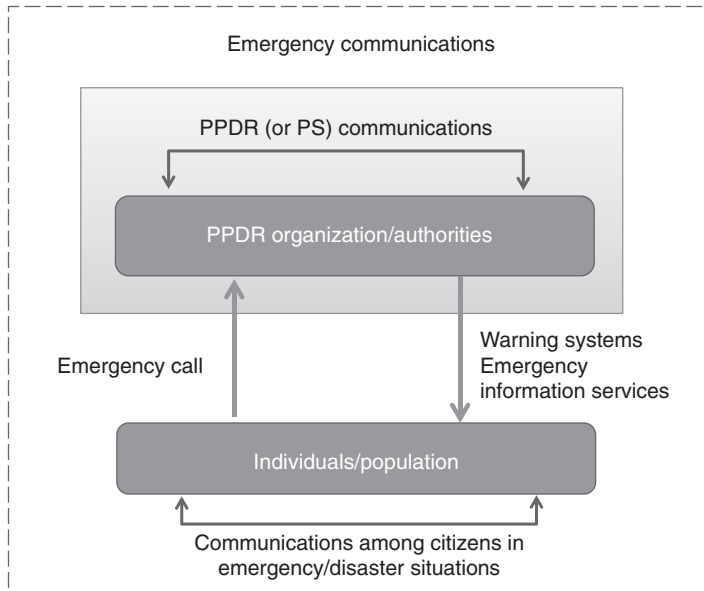 Emergency communications
PPDR (or PS) communications
PPDR organization/authorities
Emergency call
Warning systems
Emergency
information services
Individuals/population
Communications among citizens in
emergency/disaster situations